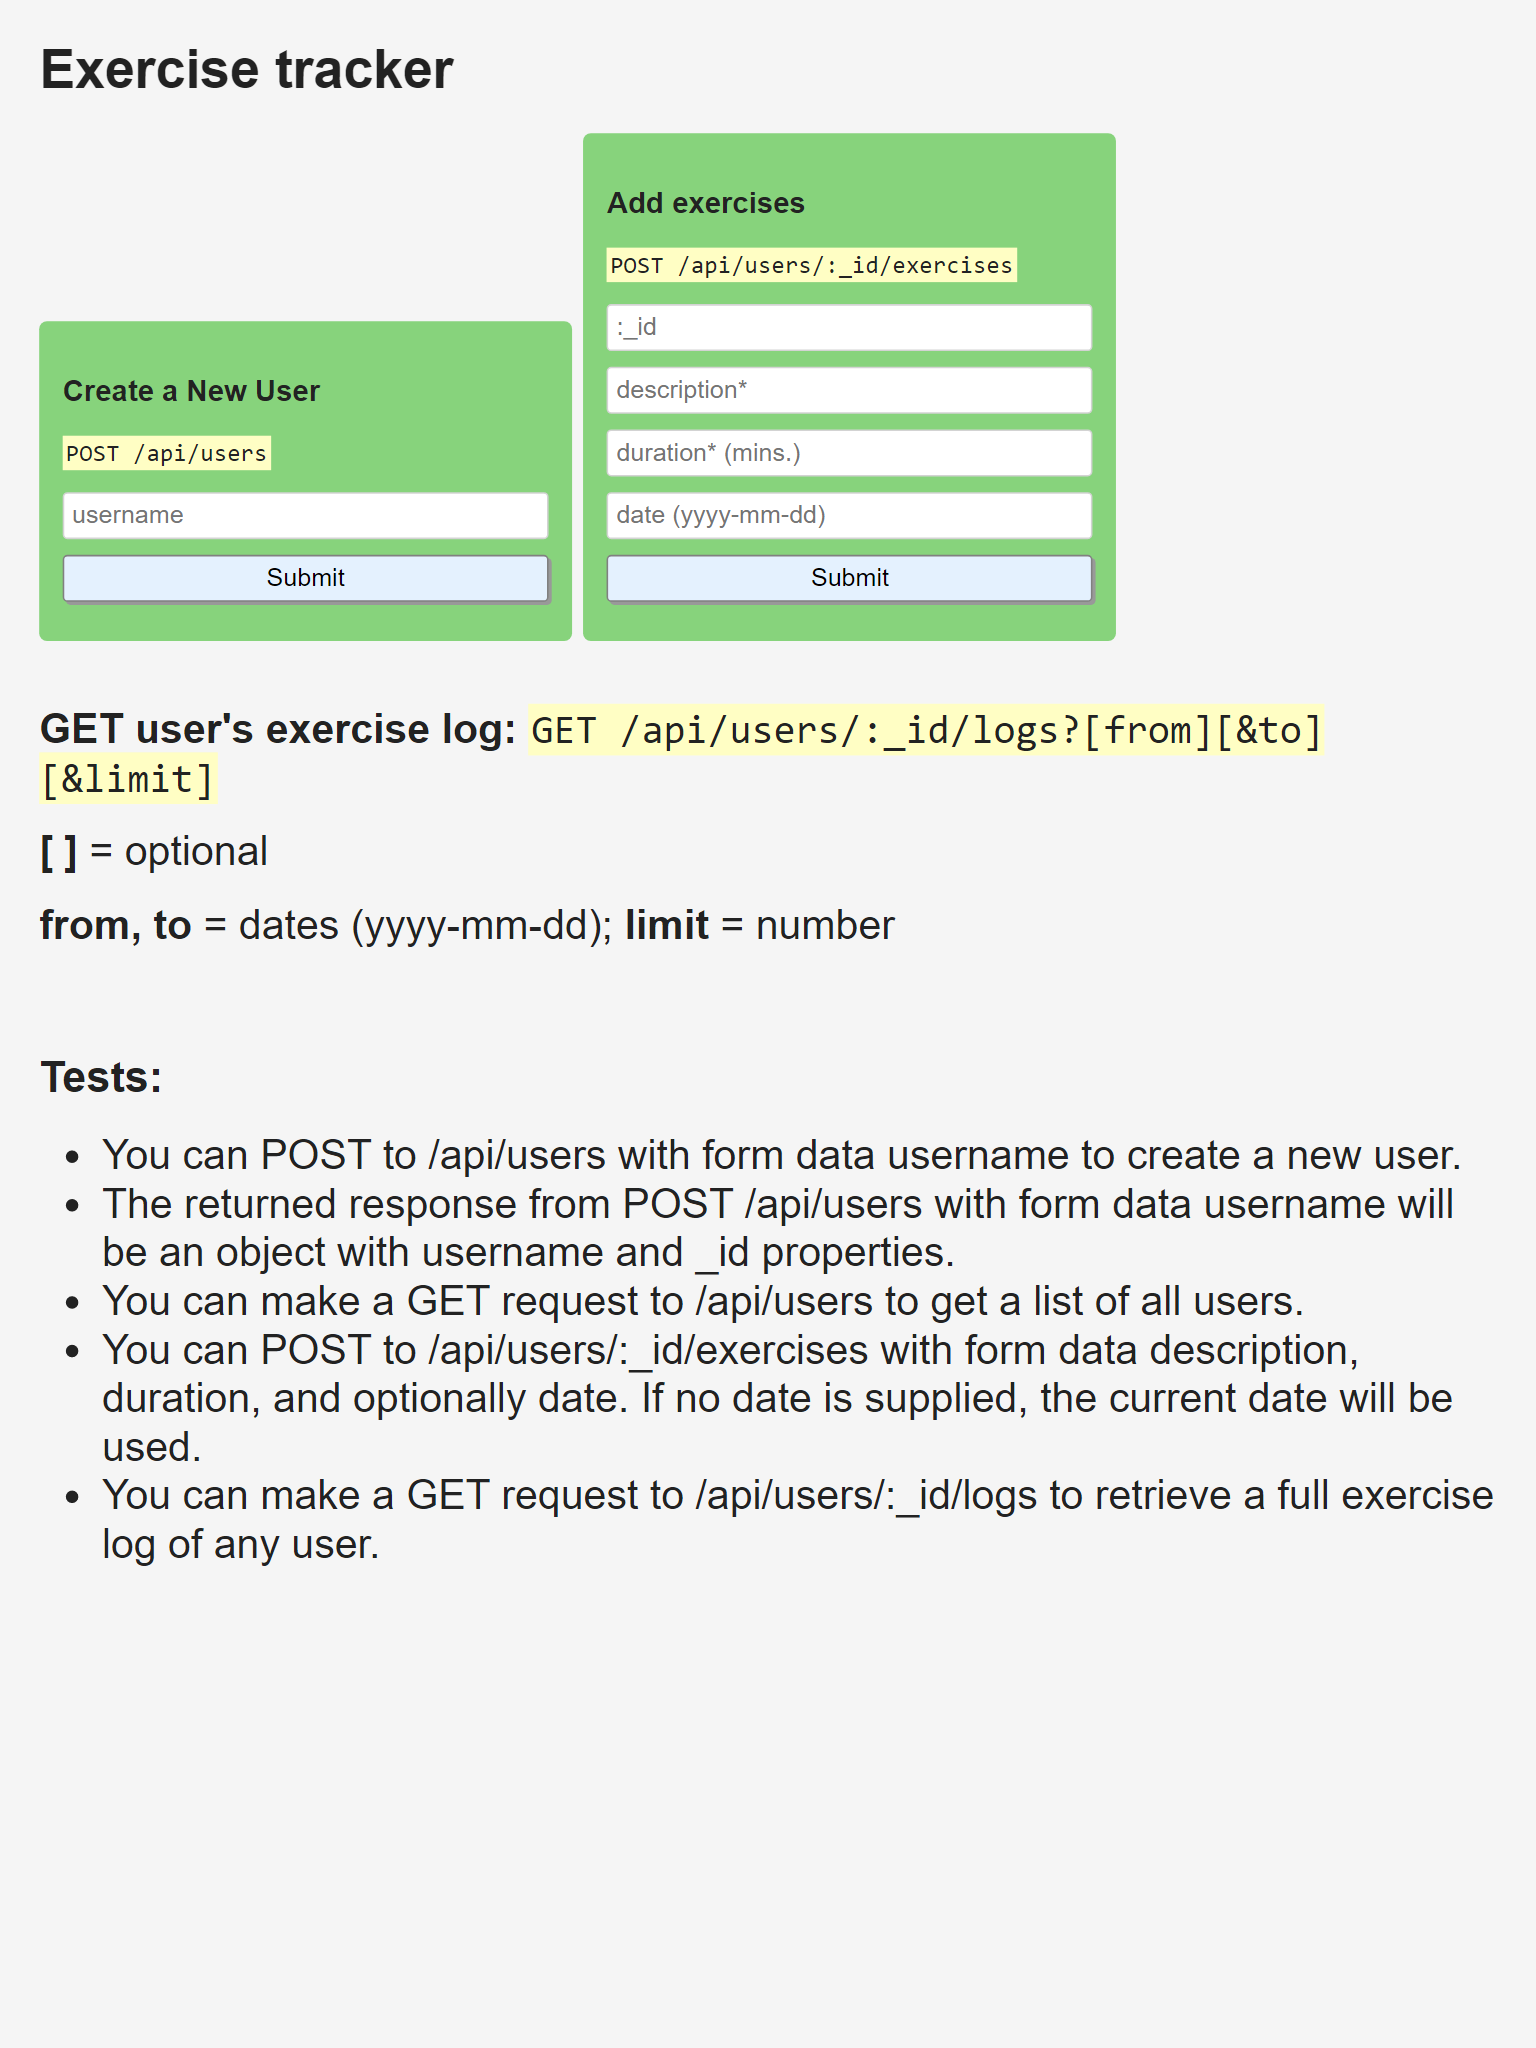 Exercise tracker
Create a New User
POST /api/users
username
Submit
Add exercises
POST /api/users/:_id/exercises
:_id
description*
duration* (mins.)
date (yyyy-mm-dd)
Submit
GET user's exercise log: GET /api/users/:_id/logs?[from][&to]
[&limit]
[ ] = optional
from, to = dates (yyyy-mm-dd); limit = number
Tests:
• You can POST to /api/users with form data username to create a new user.
• The returned response from POST /api/users with form data username will
be an object with username and _id properties.
• You can make a GET request to /api/users to get a list of all users.
• You can POST to /api/users/:_id/exercises with form data description,
duration, and optionally date. If no date is supplied, the current date will be
used.
• You can make a GET request to /api/users/:_id/logs to retrieve a full exercise
log of any user.